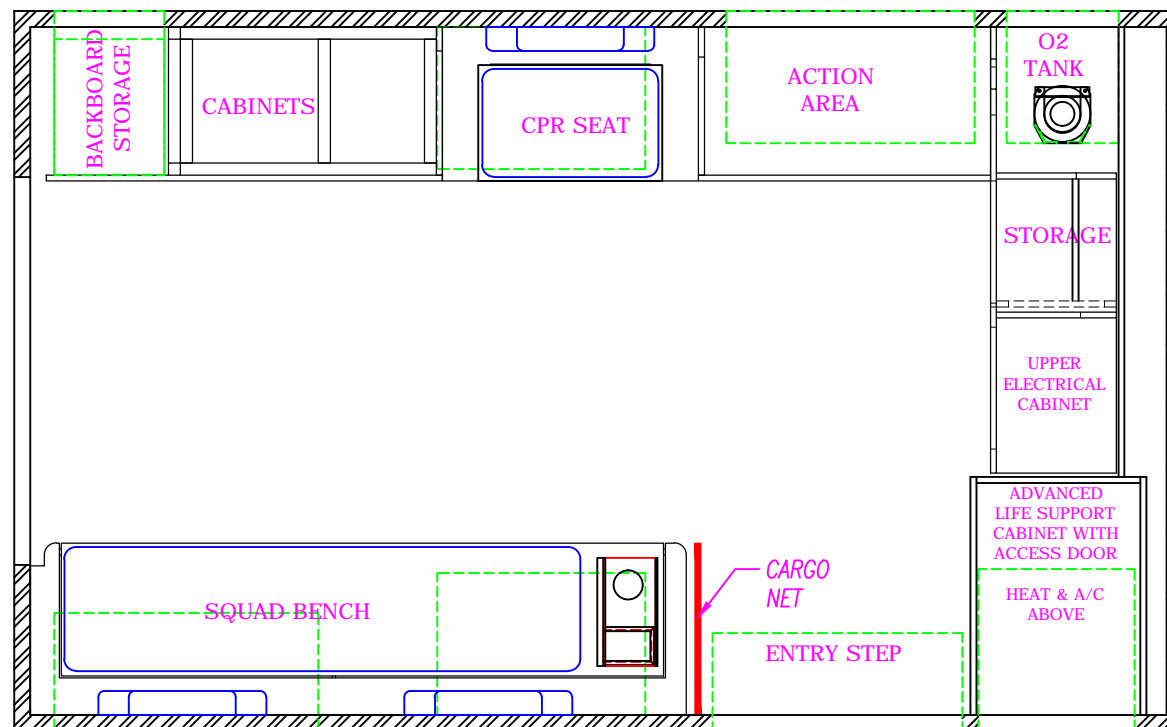 BACKBOARD
STORAGE
CABINETS
CPR SEAT
ACTION
AREA
O2
TANK
STORAGE
UPPER
ELECTRICAL
CABINET
ADVANCED
LIFE SUPPORT
CABINET WITH
ACCESS DOOR
HEAT & A/C
ABOVE
SQUAD BENCH
CARGO
NET
ENTRY STEP